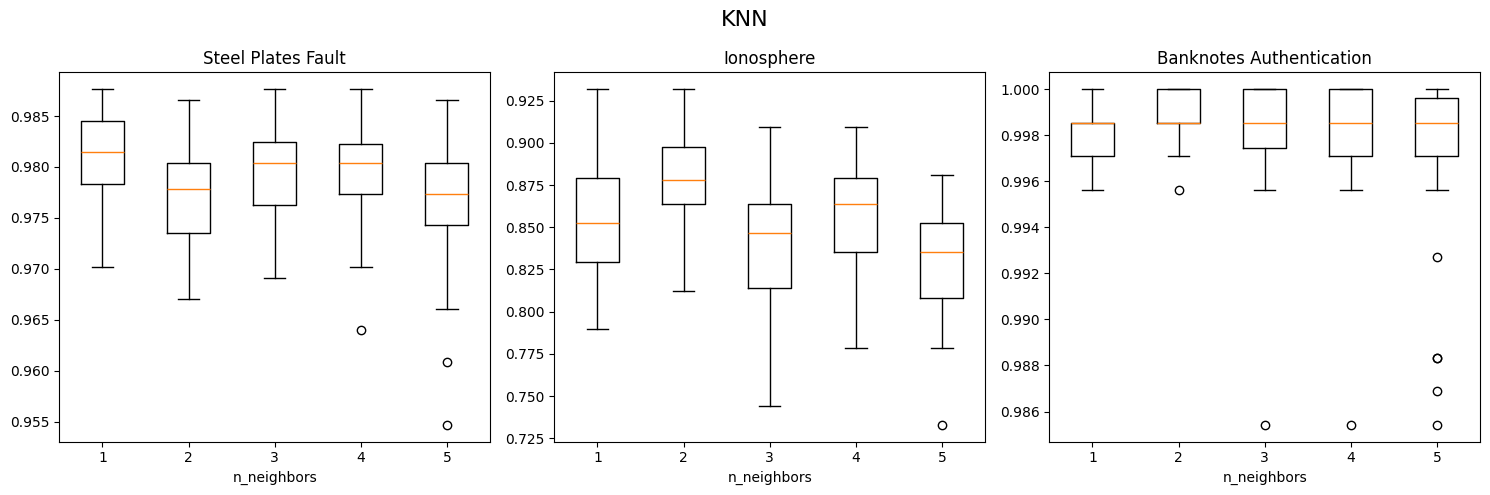 KNN
Steel Plates Fault
0.985
0.980
0.975
0.970
0.965
0.960
0.955
1 2 3 4 5
n_neighbors
Ionosphere
0.925
0.900
0.875
0.850
0.825
0.800
0.775
0.750
0.725
1 2 3 4 5
n_neighbors
Banknotes Authentication
1.000
0.998
0.996
0.994
0.992
0.990
0.988
0.986
1 2 3 4 5
n_neighbors